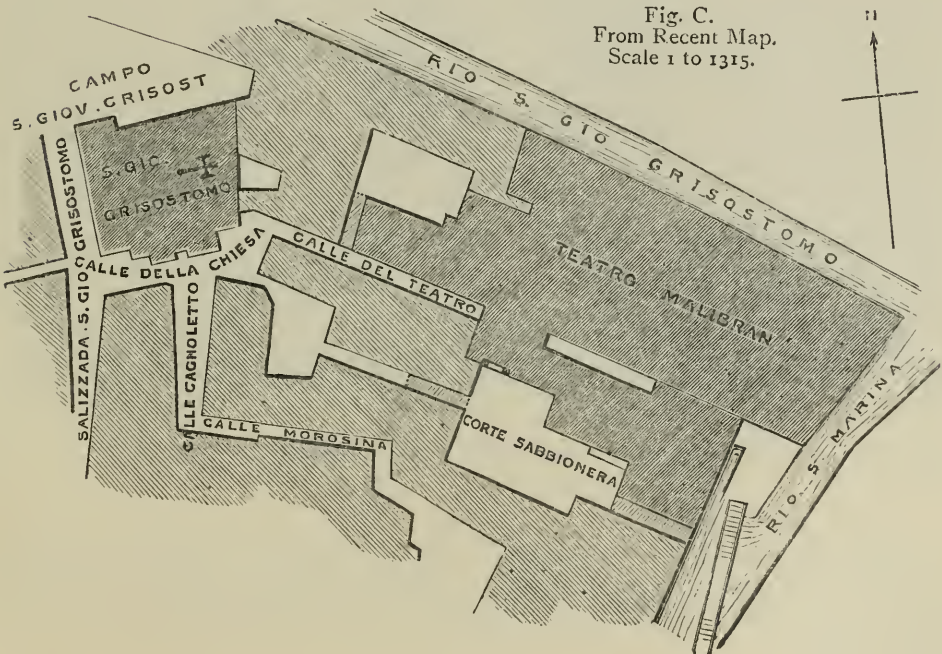 Fig. C.
From Recent Map.
Scale 1 to 1315.
CAMPO
S. GIOV. GRISOST
RIO S. GIO GRISOSTOMO
S. GIO.
GRISOSTOMO
SALIZZADA. S. GIO GRISOSTOMO
CALLE DELLA CHIESA
CALLE DEL TEATRO
TEATRO MALIBRAN
CALLE CAGNOLETTO
CALLE MOROSINA
CORTE SABBIONERA
RIO S MARINA